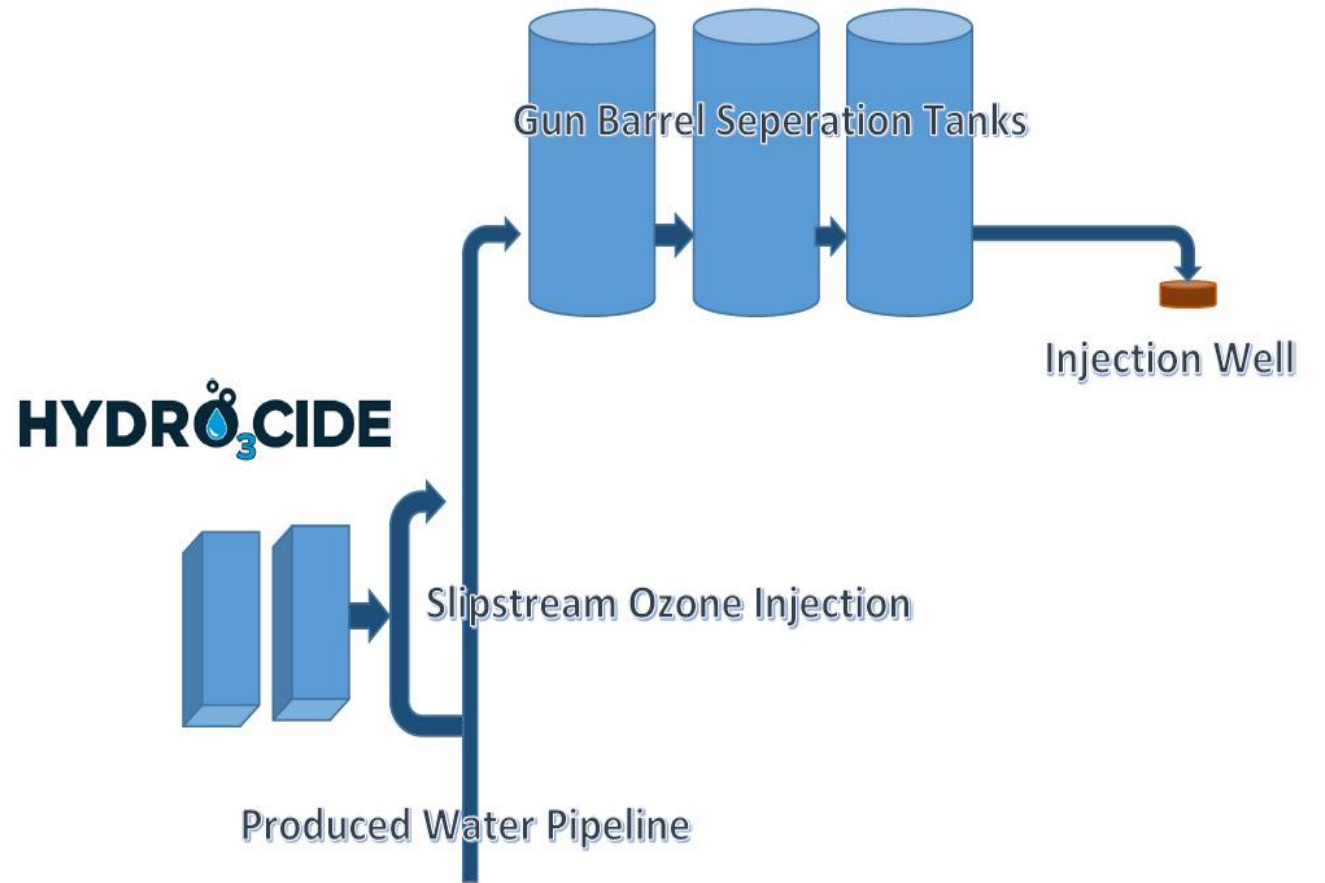 Gun Barrel Seperation Tanks
Injection Well
HYDRO3CIDE
Slipstream Ozone Injection
Produced Water Pipeline